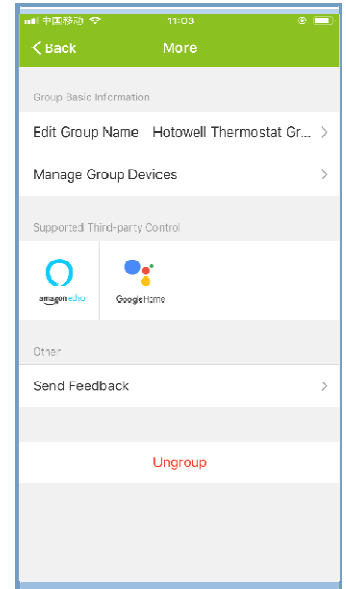 中国移动 11:03
Back More
Group Basic Information
Edit Group Name Hotowell Thermostat Gr...
Manage Group Devices
Supported Third-party Control
amazon echo GoogleHome
Other
Send Feedback
Ungroup